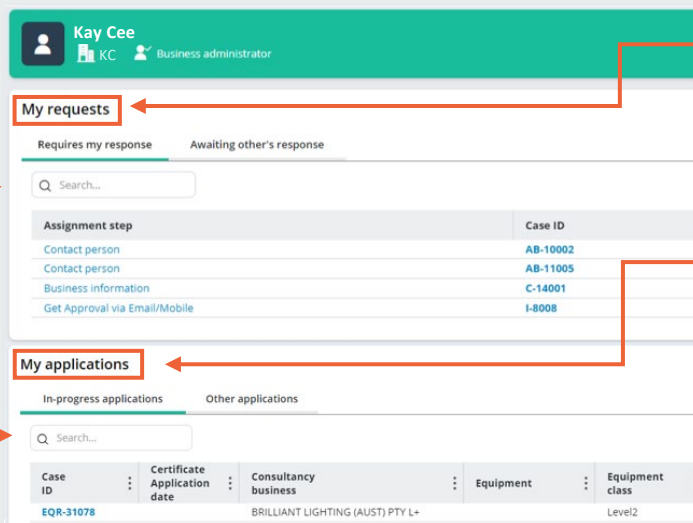 Kay Cee
KC Business administrator
My requests
Requires my response Awaiting other's response
Search...
Assignment step Case ID
Contact person AB-10002
Contact person AB-11005
Business information C-14001
Get Approval via Email/Mobile I-8008
My applications
In-progress applications Other applications
Search...
Case ID Certificate Application date Consultancy business Equipment Equipment class
EQR-31078 BRILLIANT LIGHTING (AUST) PTY L+ Level2